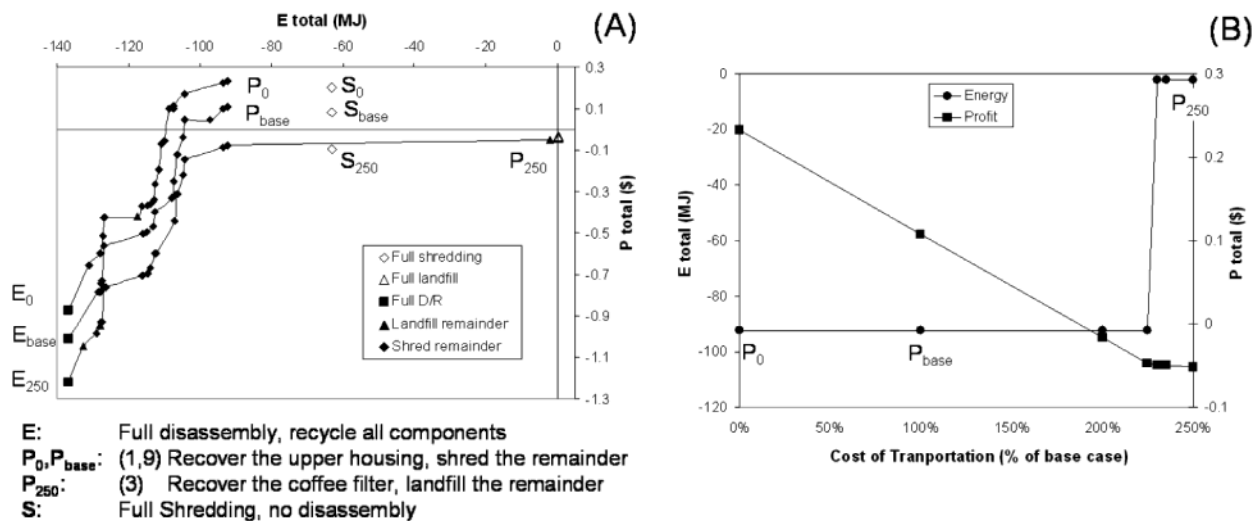 E total (MJ)
(A)
-140 -120 -100 -80 -60 -40 -20 0
0.3
0.1
-0.1
-0.3
-0.5
-0.7
-0.9
-1.1
-1.3
P total ($)
P0
Pbase
S0
Sbase
S250
P250
E0
Ebase
E250
Full shredding
Full landfill
Full D/R
Landfill remainder
Shred remainder
E: Full disassembly, recycle all components
P0,Pbase: (1,9) Recover the upper housing, shred the remainder
P250: (3) Recover the coffee filter, landfill the remainder
S: Full Shredding, no disassembly
(B)
E total (MJ)
0
-20
-40
-60
-80
-100
-120
Energy
Profit
P250
P0
Pbase
0.3
0.2
0.1
0
-0.1
P total ($)
0% 50% 100% 150% 200% 250%
Cost of Tranportation (% of base case)